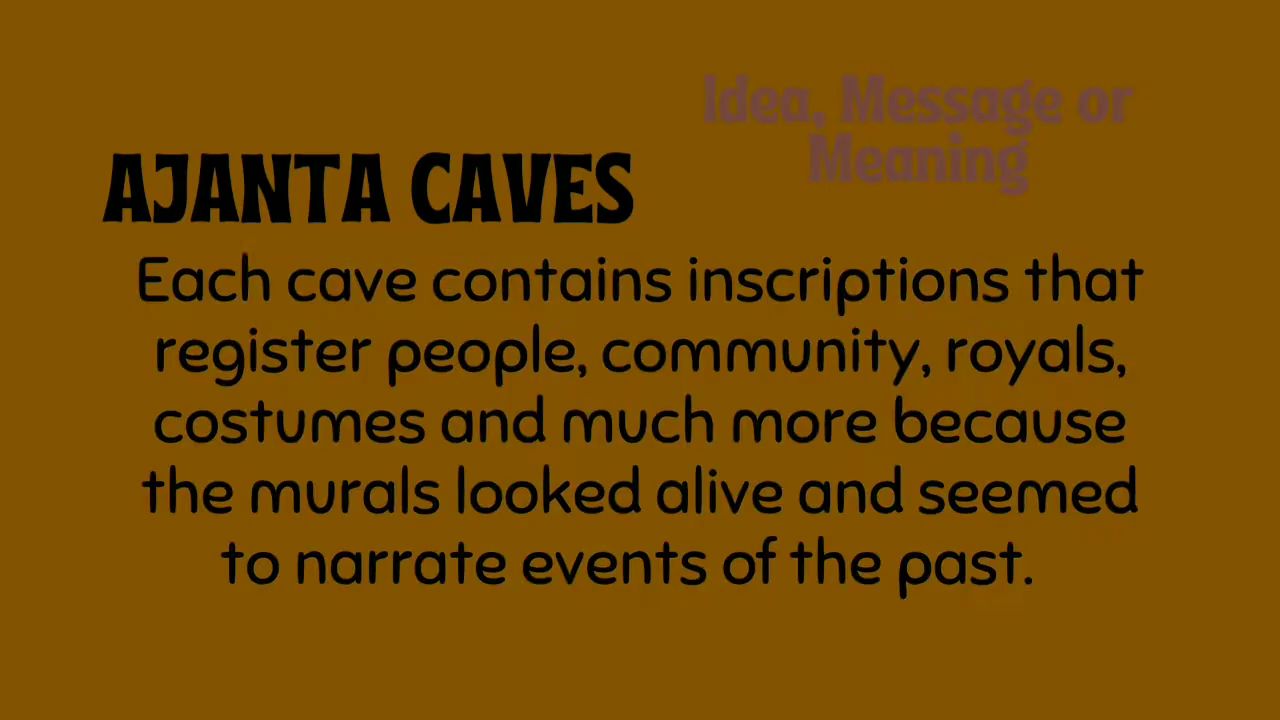 Idea, Message or
Meaning
AJANTA CAVES
Each cave contains inscriptions that
register people, community, royals,
costumes and much more because
the murals looked alive and seemed
to narrate events of the past.